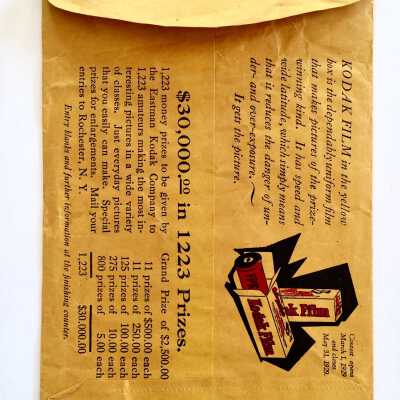 KODAK FILM in the yellow
box is the dependably uniform film
that makes pictures of the prize-
winning kind. It has speed and
wide latitude, which simply means
that it reduces the danger of un-
der- and over-exposure.
It gets the picture.
Kodak Film
Kodak Film
Contest opens
March 1, 1929
and closes
May 31, 1929.
$30,000.00 in 1223 Prizes.
1,223 money prizes to be given by
the Eastman Kodak Company to
1,223 amateurs making the most in-
teresting pictures in a wide variety
of classes. Just everyday pictures
that you easily can make. Special
prizes for enlargements. Mail your
entries to Rochester, N. Y.
Grand Prize of $2,500.00
11 prizes of $500.00 each
11 prizes of 250.00 each
125 prizes of 100.00 each
275 prizes of 10.00 each
800 prizes of 5.00 each
1,223 $30,000.00
Entry blanks and further information at the finishing counter.